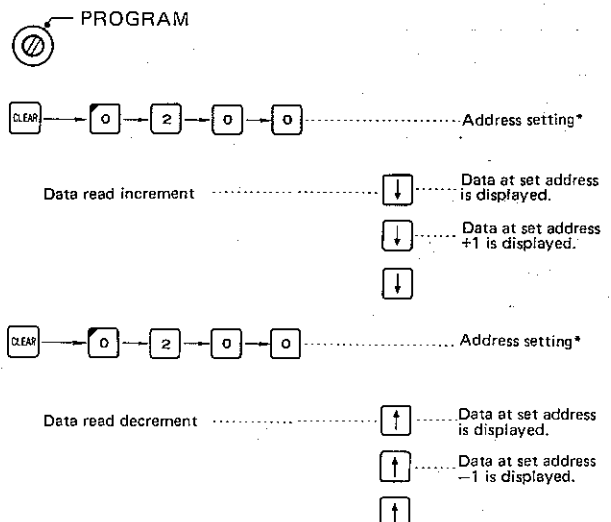 PROGRAM
CLEAR 0 2 0 0 Address setting*
Data read increment ↓ Data at set address
is displayed.
↓ Data at set address
+1 is displayed.
↓
CLEAR 0 2 0 0 Address setting*
Data read decrement ↑ Data at set address
is displayed.
↑ Data at set address
−1 is displayed.
↑